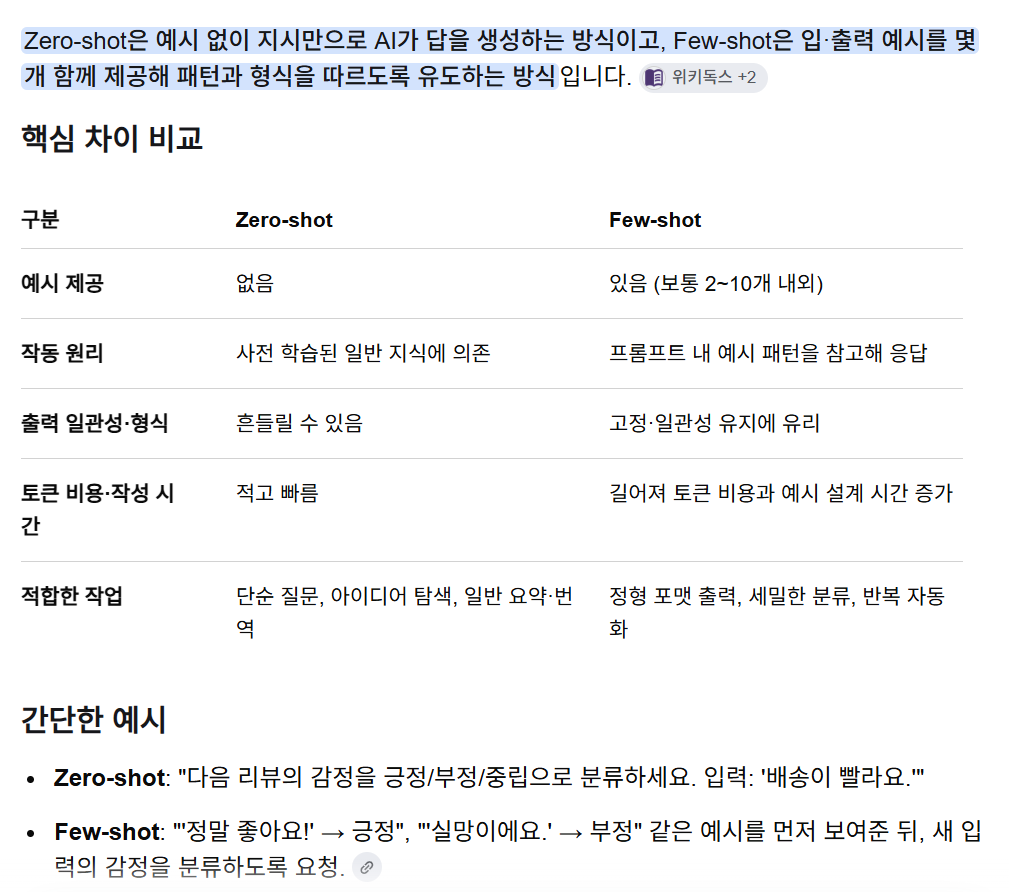 Zero-shot은 예시 없이 지시만으로 AI가 답을 생성하는 방식이고, Few-shot은 입·출력 예시를 몇
개 함께 제공해 패턴과 형식을 따르도록 유도하는 방식입니다. 위키독스 +2
핵심 차이 비교
구분 Zero-shot Few-shot
예시 제공 없음 있음 (보통 2~10개 내외)
작동 원리 사전 학습된 일반 지식에 의존 프롬프트 내 예시 패턴을 참고해 응답
출력 일관성·형식 흔들릴 수 있음 고정·일관성 유지에 유리
토큰 비용·작성 시 적고 빠름 길어져 토큰 비용과 예시 설계 시간 증가
간
적합한 작업 단순 질문, 아이디어 탐색, 일반 요약·번 정형 포맷 출력, 세밀한 분류, 반복 자동
역 화
간단한 예시
• Zero-shot: "다음 리뷰의 감정을 긍정/부정/중립으로 분류하세요. 입력: '배송이 빨라요.'"
• Few-shot: "'정말 좋아요!' → 긍정", "'실망이에요.' → 부정" 같은 예시를 먼저 보여준 뒤, 새 입
력의 감정을 분류하도록 요청.